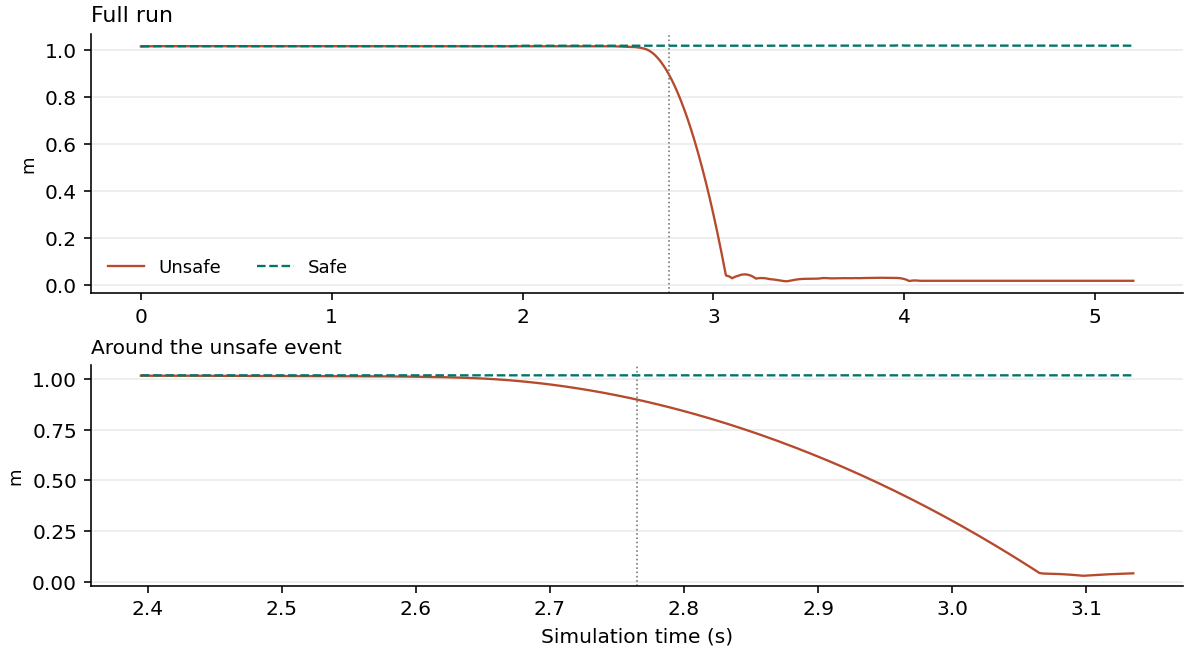 Full run
m
1.0
0.8
0.6
0.4
0.2
0.0
Unsafe Safe
0 1 2 3 4 5
Around the unsafe event
m
1.00
0.75
0.50
0.25
0.00
2.4 2.5 2.6 2.7 2.8 2.9 3.0 3.1
Simulation time (s)